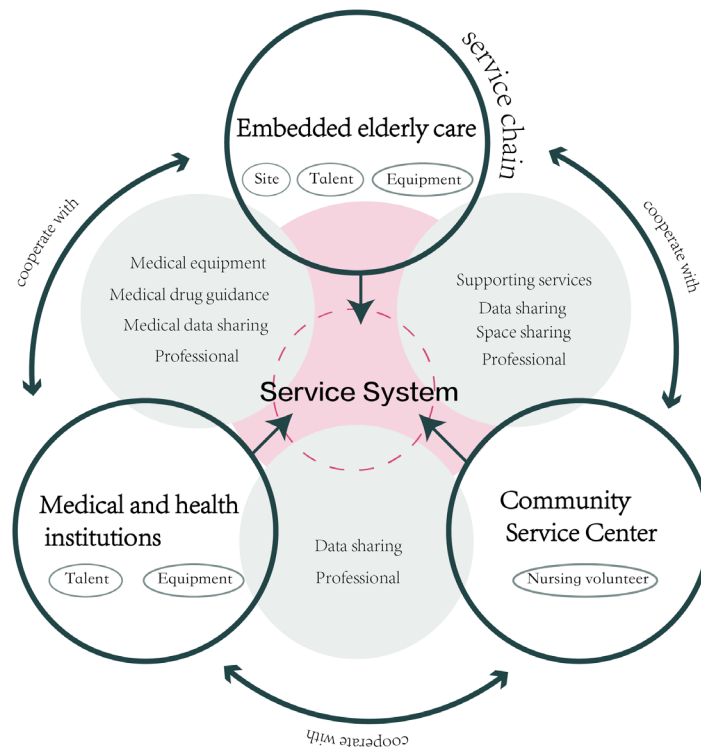 service chain
Embedded elderly care
Site Talent Equipment
cooperate with
cooperate with
Medical equipment
Medical drug guidance
Medical data sharing
Professional
Supporting services
Data sharing
Space sharing
Professional
Service System
Medical and health
institutions
Talent Equipment
Community
Service Center
Nursing volunteer
Data sharing
Professional
cooperate with